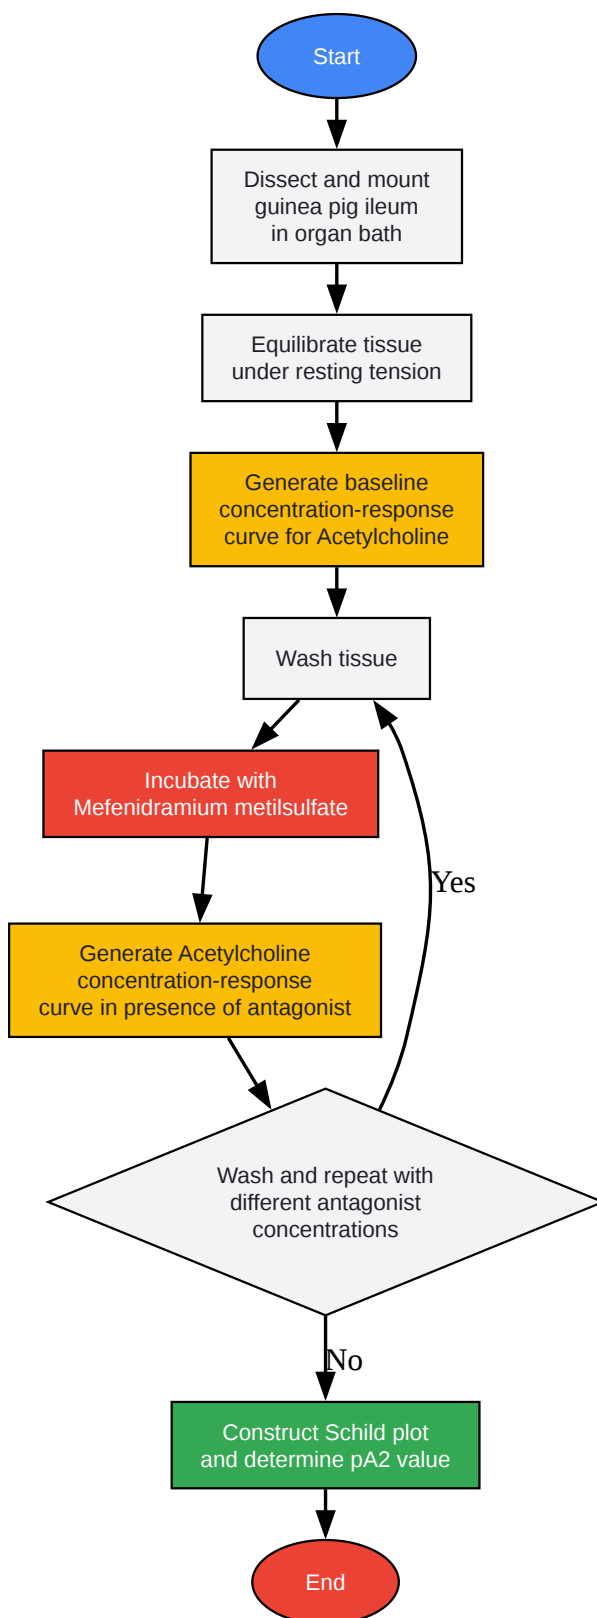 Start
Dissect and mount
guinea pig ileum
in organ bath
Equilibrate tissue
under resting tension
Generate baseline
concentration-response
curve for Acetylcholine
Wash tissue
Incubate with
Mefenidramium metilsulfate
Yes
Generate Acetylcholine
concentration-response
curve in presence of antagonist
Wash and repeat with
different antagonist
concentrations
No
Construct Schild plot
and determine pA2 value
End